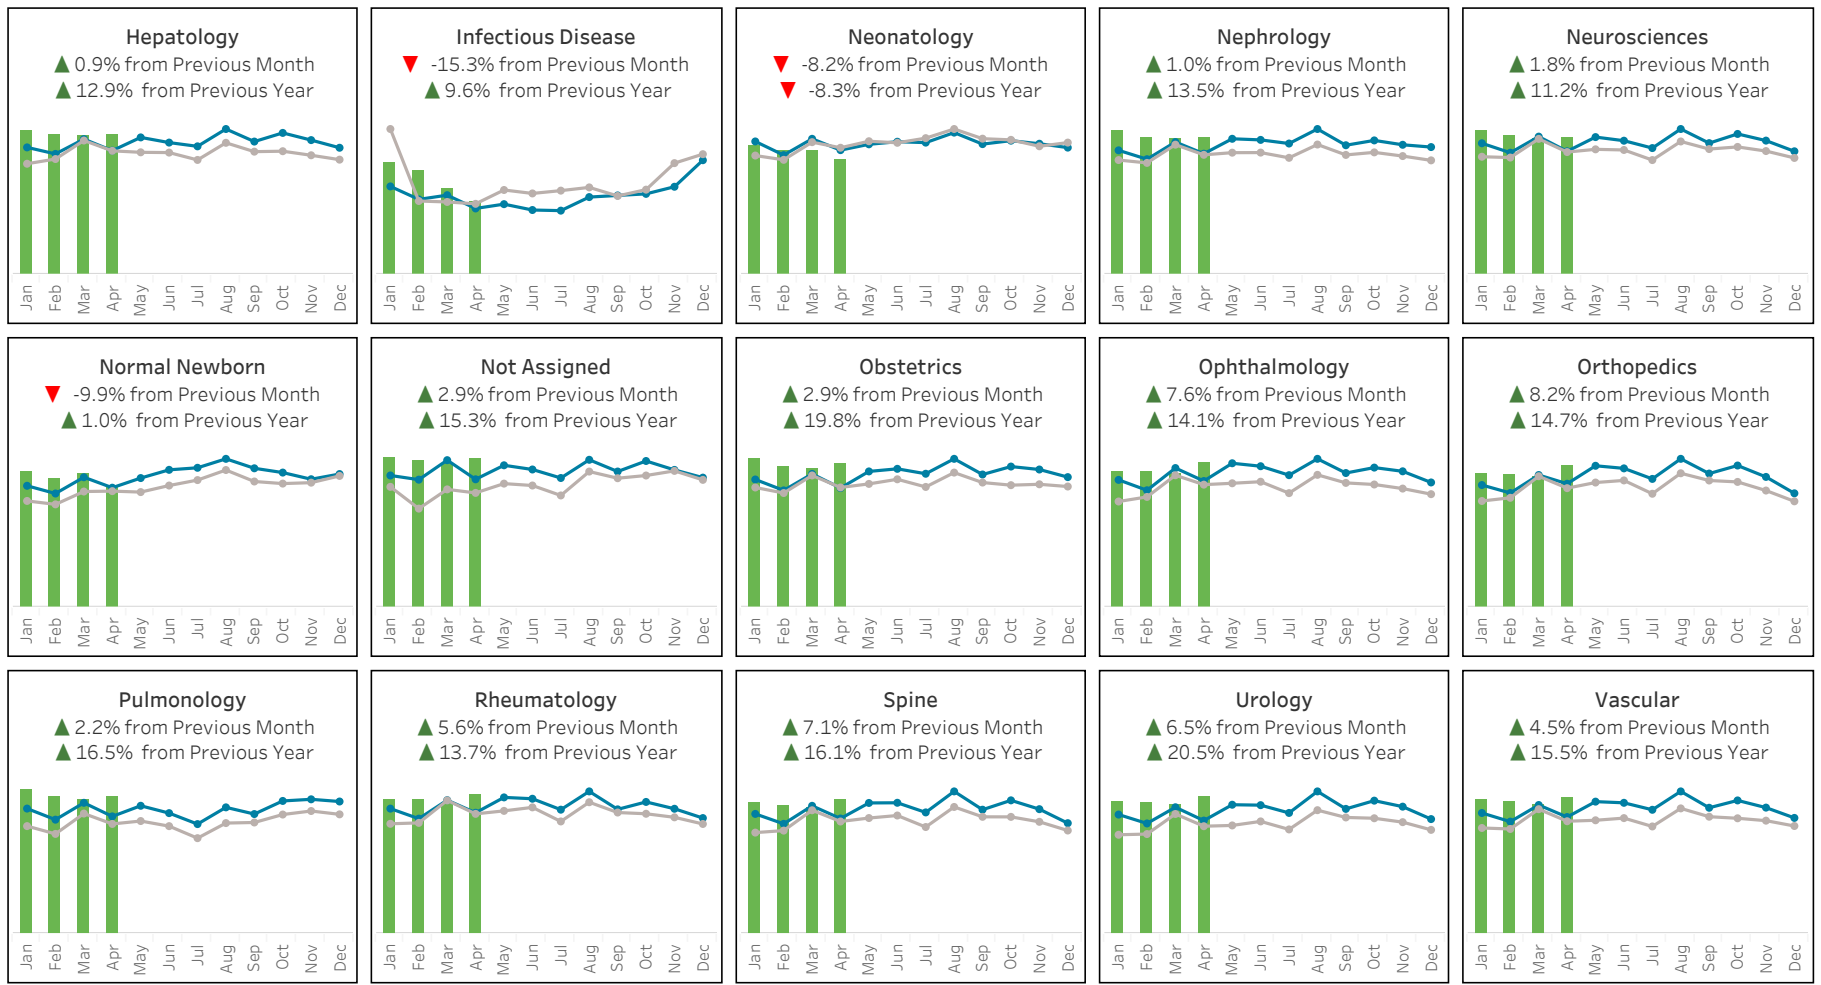 Hepatology
▲ 0.9% from Previous Month
▲ 12.9% from Previous Year
Jan Feb Mar Apr May Jun Jul Aug Sep Oct Nov Dec
Infectious Disease
▼ -15.3% from Previous Month
▲ 9.6% from Previous Year
Jan Feb Mar Apr May Jun Jul Aug Sep Oct Nov Dec
Neonatology
▼ -8.2% from Previous Month
▼ -8.3% from Previous Year
Jan Feb Mar Apr May Jun Jul Aug Sep Oct Nov Dec
Nephrology
▲ 1.0% from Previous Month
▲ 13.5% from Previous Year
Jan Feb Mar Apr May Jun Jul Aug Sep Oct Nov Dec
Neurosciences
▲ 1.8% from Previous Month
▲ 11.2% from Previous Year
Jan Feb Mar Apr May Jun Jul Aug Sep Oct Nov Dec
Normal Newborn
▼ -9.9% from Previous Month
▲ 1.0% from Previous Year
Jan Feb Mar Apr May Jun Jul Aug Sep Oct Nov Dec
Not Assigned
▲ 2.9% from Previous Month
▲ 15.3% from Previous Year
Jan Feb Mar Apr May Jun Jul Aug Sep Oct Nov Dec
Obstetrics
▲ 2.9% from Previous Month
▲ 19.8% from Previous Year
Jan Feb Mar Apr May Jun Jul Aug Sep Oct Nov Dec
Ophthalmology
▲ 7.6% from Previous Month
▲ 14.1% from Previous Year
Jan Feb Mar Apr May Jun Jul Aug Sep Oct Nov Dec
Orthopedics
▲ 8.2% from Previous Month
▲ 14.7% from Previous Year
Jan Feb Mar Apr May Jun Jul Aug Sep Oct Nov Dec
Pulmonology
▲ 2.2% from Previous Month
▲ 16.5% from Previous Year
Jan Feb Mar Apr May Jun Jul Aug Sep Oct Nov Dec
Rheumatology
▲ 5.6% from Previous Month
▲ 13.7% from Previous Year
Jan Feb Mar Apr May Jun Jul Aug Sep Oct Nov Dec
Spine
▲ 7.1% from Previous Month
▲ 16.1% from Previous Year
Jan Feb Mar Apr May Jun Jul Aug Sep Oct Nov Dec
Urology
▲ 6.5% from Previous Month
▲ 20.5% from Previous Year
Jan Feb Mar Apr May Jun Jul Aug Sep Oct Nov Dec
Vascular
▲ 4.5% from Previous Month
▲ 15.5% from Previous Year
Jan Feb Mar Apr May Jun Jul Aug Sep Oct Nov Dec